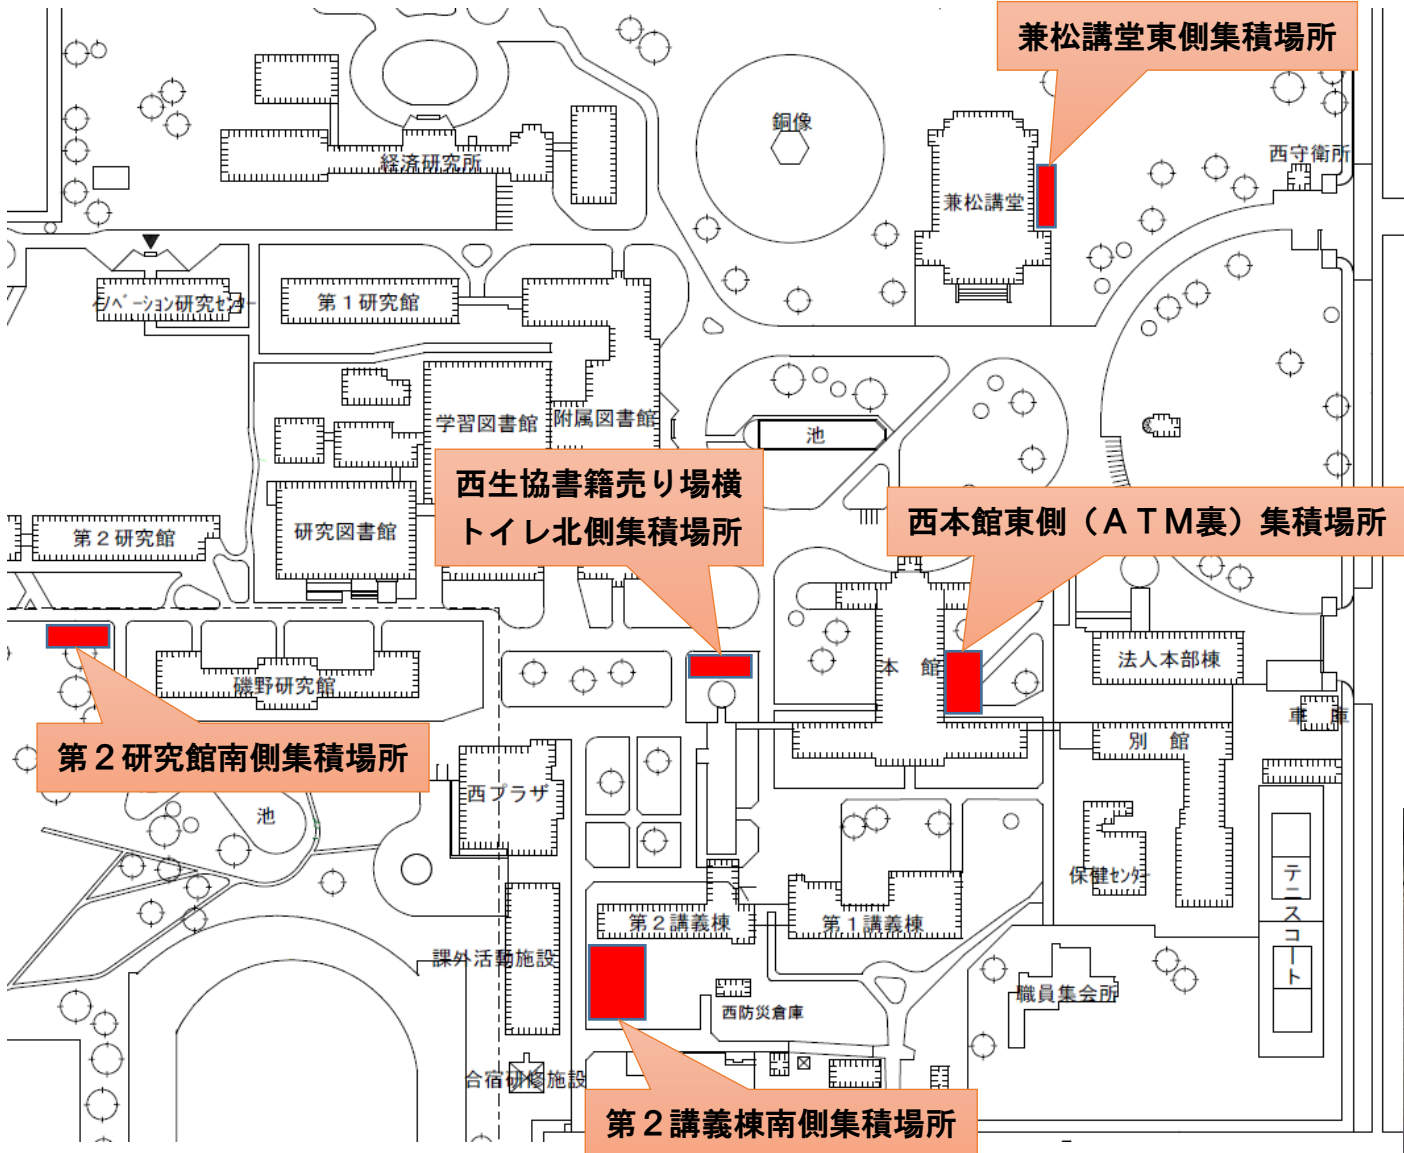 兼松講堂東側集積場所
銅像
西守衛所
経済研究所
兼松講堂
イノベーション研究センター
第1研究館
学習図書館
附属図書館
池
西生協書籍売り場横
トイレ北側集積場所
西本館東側（ATM裏）集積場所
第2研究館
研究図書館
法人本部棟
本 館
磯野研究館
車 庫
第2研究館南側集積場所
別 館
西プラザ
池
保健センター
テニスコート
第2講義棟
第1講義棟
課外活動施設
職員集会所
西防災倉庫
合宿研修施設
第2講義棟南側集積場所